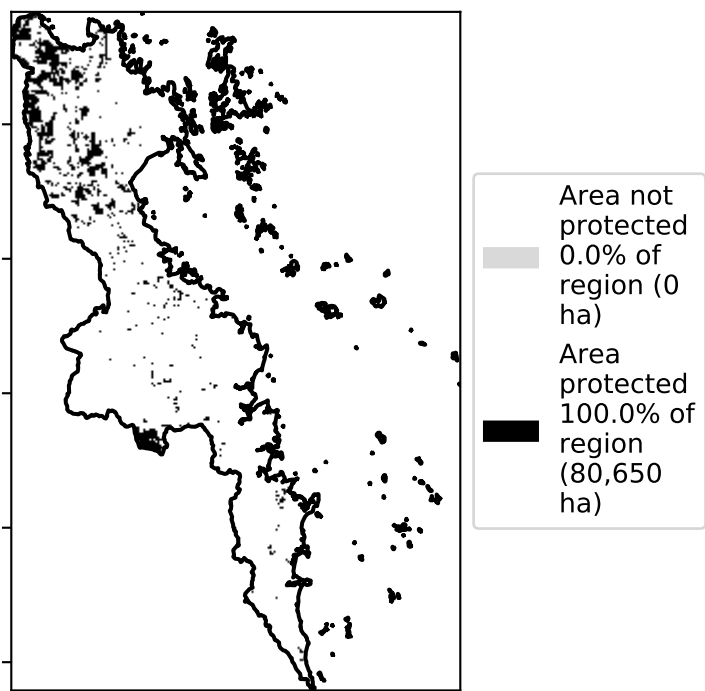 Area not
protected
0.0% of
region (0
ha)
Area
protected
100.0% of
region
(80,650
ha)